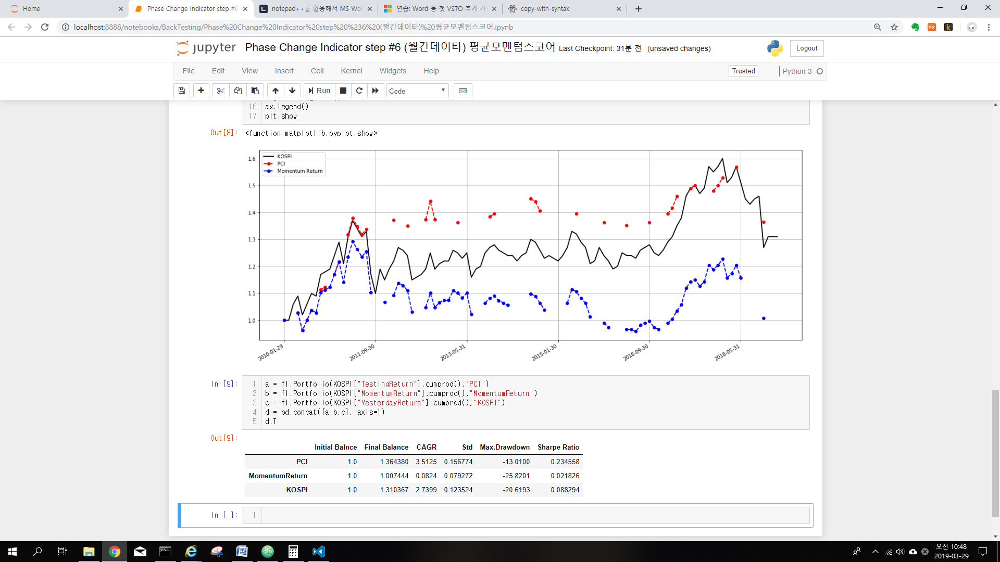 Home
Phase Change Indicator step #6
notepad++를 활용해서 MS Wor
연습: Word 용 첫 VSTO 추가 기
copy-with-syntax
localhost:8888/notebooks/BackTesting/Phase%20Change%20Indicator%20step%20%236%20(월간데이타)%20평균모멘텀스코어.ipynb
jupyter Phase Change Indicator step #6 (월간데이타) 평균모멘텀스코어 Last Checkpoint: 31분 전 (unsaved changes)
Logout
File Edit View Insert Cell Kernel Widgets Help
Trusted
Python 3
Run
Code
16 ax.legend()
17 plt.show
Out[8]: <function matplotlib.pyplot.show>
KOSPI
PCI
Momentum Return
1.6
1.5
1.4
1.3
1.2
1.1
1.0
2010-01-29 2011-09-30 2013-05-31 2015-01-30 2016-09-30 2018-05-31
In [9]: 1 a = fl.Portfolio(KOSPI["TestingReturn"].cumprod(),"PCI")
2 b = fl.Portfolio(KOSPI["MomentumReturn"].cumprod(),"MomentumReturn")
3 c = fl.Portfolio(KOSPI["YesterdayReturn"].cumprod(),"KOSPI")
4 d = pd.concat([a,b,c], axis=1)
5 d.T
Out[9]:
Initial Balnce Final Balance CAGR Std Max.Drawdown Sharpe Ratio
PCI 1.0 1.364380 3.5125 0.156774 -13.0100 0.234558
MomentumReturn 1.0 1.007444 0.0824 0.079272 -25.8201 0.021826
KOSPI 1.0 1.310367 2.7399 0.123524 -20.6193 0.088294
In [ ]: 1
오전 10:48
2019-03-29